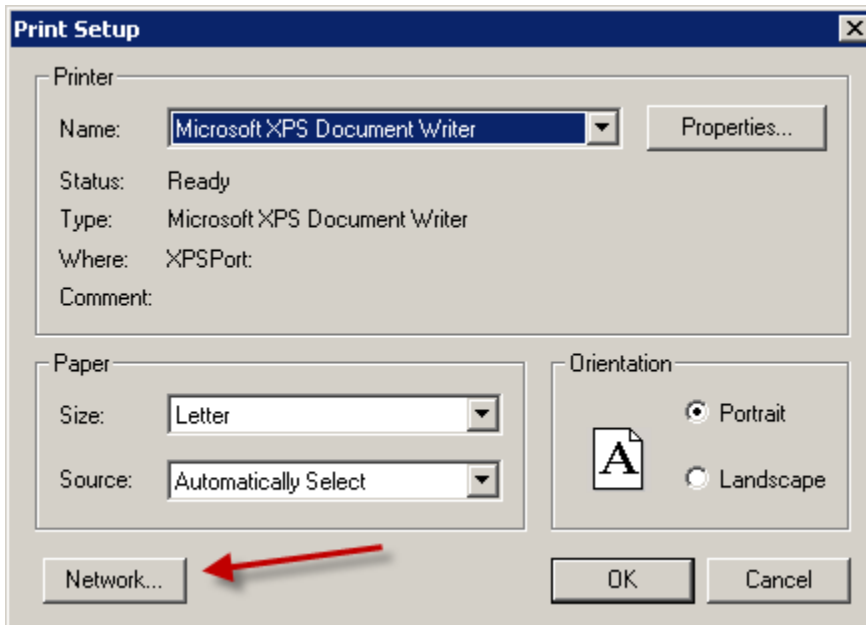 Print Setup
Printer
Name: Microsoft XPS Document Writer Properties...
Status: Ready
Type: Microsoft XPS Document Writer
Where: XPSPort:
Comment:
Paper
Size: Letter
Source: Automatically Select
Orientation
A
Portrait
Landscape
Network...
OK
Cancel